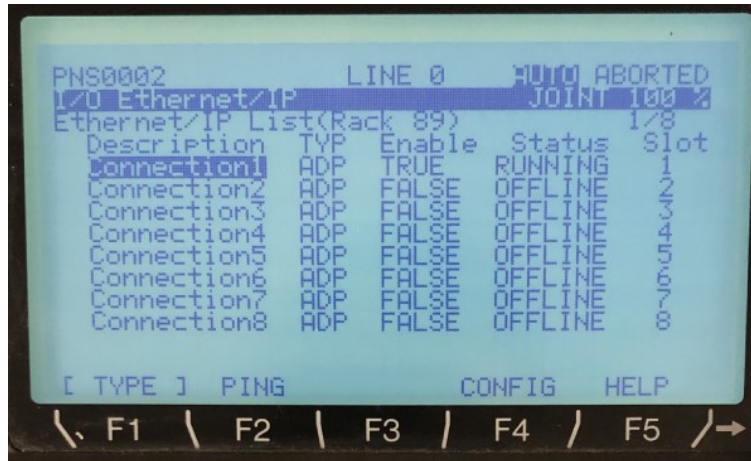 PNS0002 LINE 0 AUTO ABORTED
I/O Ethernet/IP JOINT 100 %
Ethernet/IP List(Rack 89) 1/8
Description TYP Enable Status Slot
Connection1 ADP TRUE RUNNING 1
Connection2 ADP FALSE OFFLINE 2
Connection3 ADP FALSE OFFLINE 3
Connection4 ADP FALSE OFFLINE 4
Connection5 ADP FALSE OFFLINE 5
Connection6 ADP FALSE OFFLINE 6
Connection7 ADP FALSE OFFLINE 7
Connection8 ADP FALSE OFFLINE 8
[ TYPE ] PING CONFIG HELP
F1 F2 F3 F4 F5